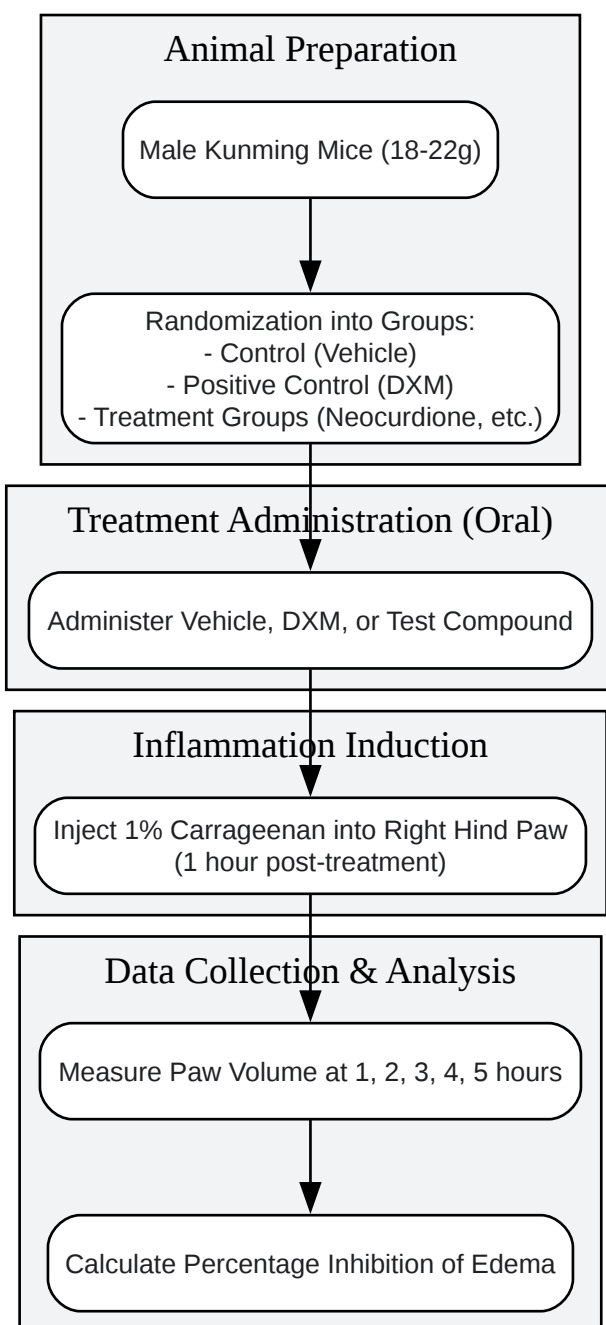 Animal Preparation
Male Kunming Mice (18-22g)
Randomization into Groups:
- Control (Vehicle)
- Positive Control (DXM)
- Treatment Groups (Neocurdione, etc.)
Treatment Administration (Oral)
Administer Vehicle, DXM, or Test Compound
Inflammation Induction
Inject 1% Carrageenan into Right Hind Paw
(1 hour post-treatment)
Data Collection & Analysis
Measure Paw Volume at 1, 2, 3, 4, 5 hours
Calculate Percentage Inhibition of Edema